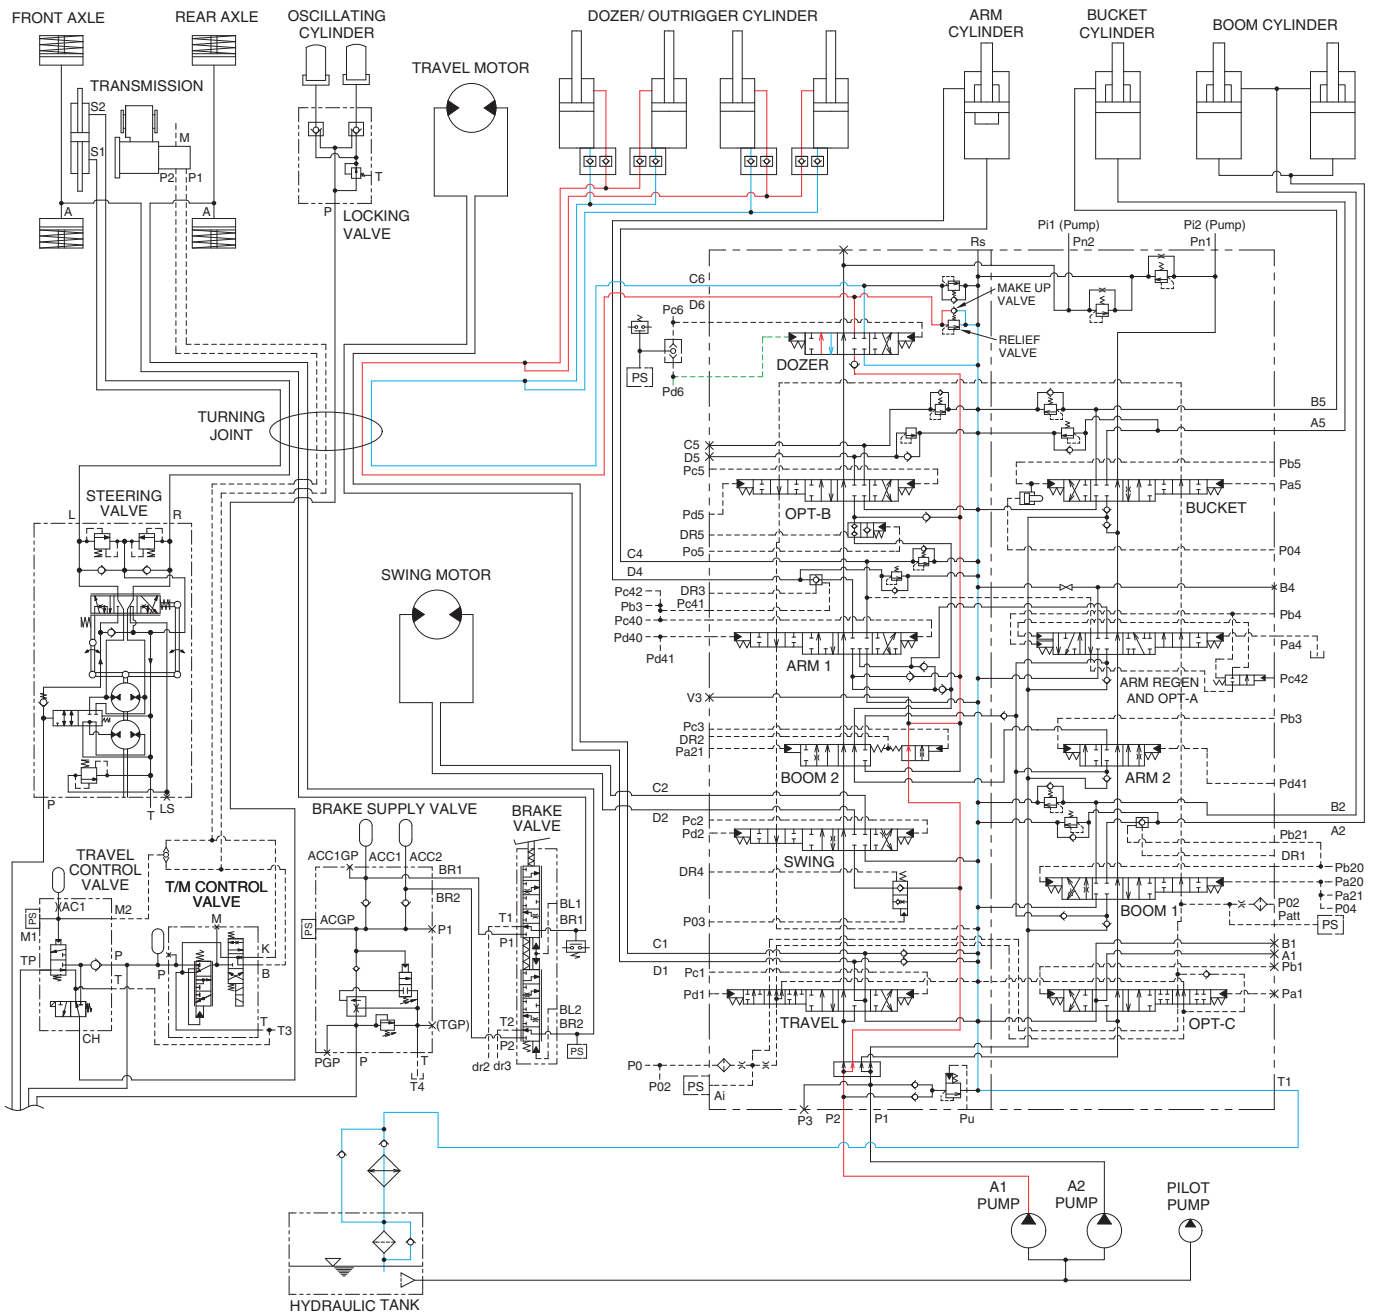 FRONT AXLE
REAR AXLE
OSCILLATING
CYLINDER
DOZER/ OUTRIGGER CYLINDER
ARM
CYLINDER
BUCKET
CYLINDER
BOOM CYLINDER
TRAVEL MOTOR
TRANSMISSION
S2
S1
M
P2
P1
T
A
A
P
LOCKING
VALVE
Pi1 (Pump)
Pn2
Pi2 (Pump)
Pn1
Rs
C6
D6
MAKE UP
VALVE
RELIEF
VALVE
Pc6
PS
Pd6
DOZER
TURNING
JOINT
B5
A5
C5
D5
Pc5
Pb5
Pa5
Pd5
OPT-B
BUCKET
DR5
Po5
P04
STEERING
VALVE
L
R
C4
D4
SWING MOTOR
Pc42
Pb3
Pc40
Pd40
Pd41
DR3
Pc41
B4
Pb4
Pa4
ARM 1
ARM REGEN
AND OPT-A
Pc42
V3
Pc3
DR2
Pa21
Pb3
BOOM 2
ARM 2
Pd41
P
T
LS
C2
D2
Pc2
Pd2
SWING
B2
A2
Pb21
DR1
Pb20
Pa20
Pa21
P04
BRAKE SUPPLY VALVE
BRAKE
VALVE
ACC1GP
ACC1
ACC2
BR1
BR2
ACGP
PS
P1
T1
P1
BL1
BR1
TRAVEL
CONTROL
VALVE
T/M CONTROL
VALVE
AC1
M2
PS
M1
TP
P
T
CH
M
K
B
P
T
T3
DR4
P03
BOOM 1
P02
Patt
PS
C1
D1
Pc1
Pd1
B1
A1
Pb1
Pa1
TRAVEL
OPT-C
BL2
BR2
T2
P2
PS
dr2
dr3
(TGP)
PGP
P
T
T4
P0
P02
PS
Ai
P3
P2
P1
Pu
T1
A1
PUMP
A2
PUMP
PILOT
PUMP
HYDRAULIC TANK